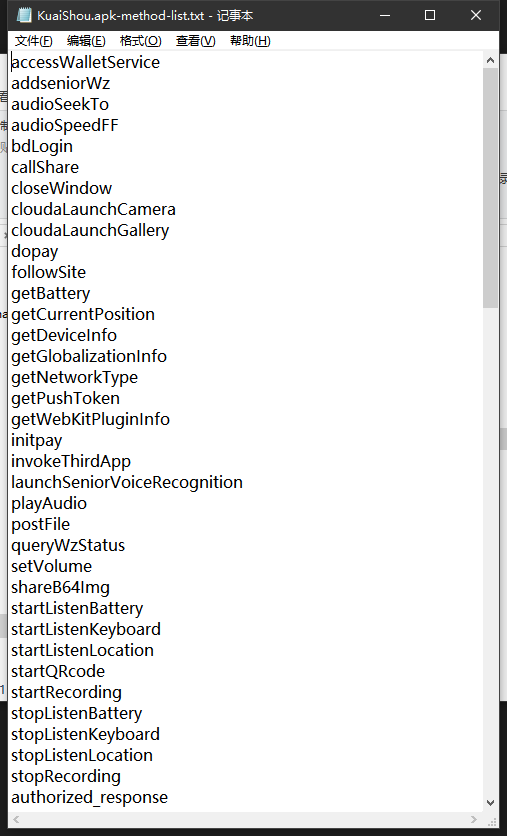 KuaiShou.apk-method-list.txt - 记事本
文件(F) 编辑(E) 格式(O) 查看(V) 帮助(H)
accessWalletService
addseniorWz
audioSeekTo
audioSpeedFF
bdLogin
callShare
closeWindow
cloudaLaunchCamera
cloudaLaunchGallery
dopay
followSite
getBattery
getCurrentPosition
getDeviceInfo
getGlobalizationInfo
getNetworkType
getPushToken
getWebKitPluginInfo
initpay
invokeThirdApp
launchSeniorVoiceRecognition
playAudio
postFile
queryWzStatus
setVolume
shareB64Img
startListenBattery
startListenKeyboard
startListenLocation
startQRcode
startRecording
stopListenBattery
stopListenKeyboard
stopListenLocation
stopRecording
authorized_response